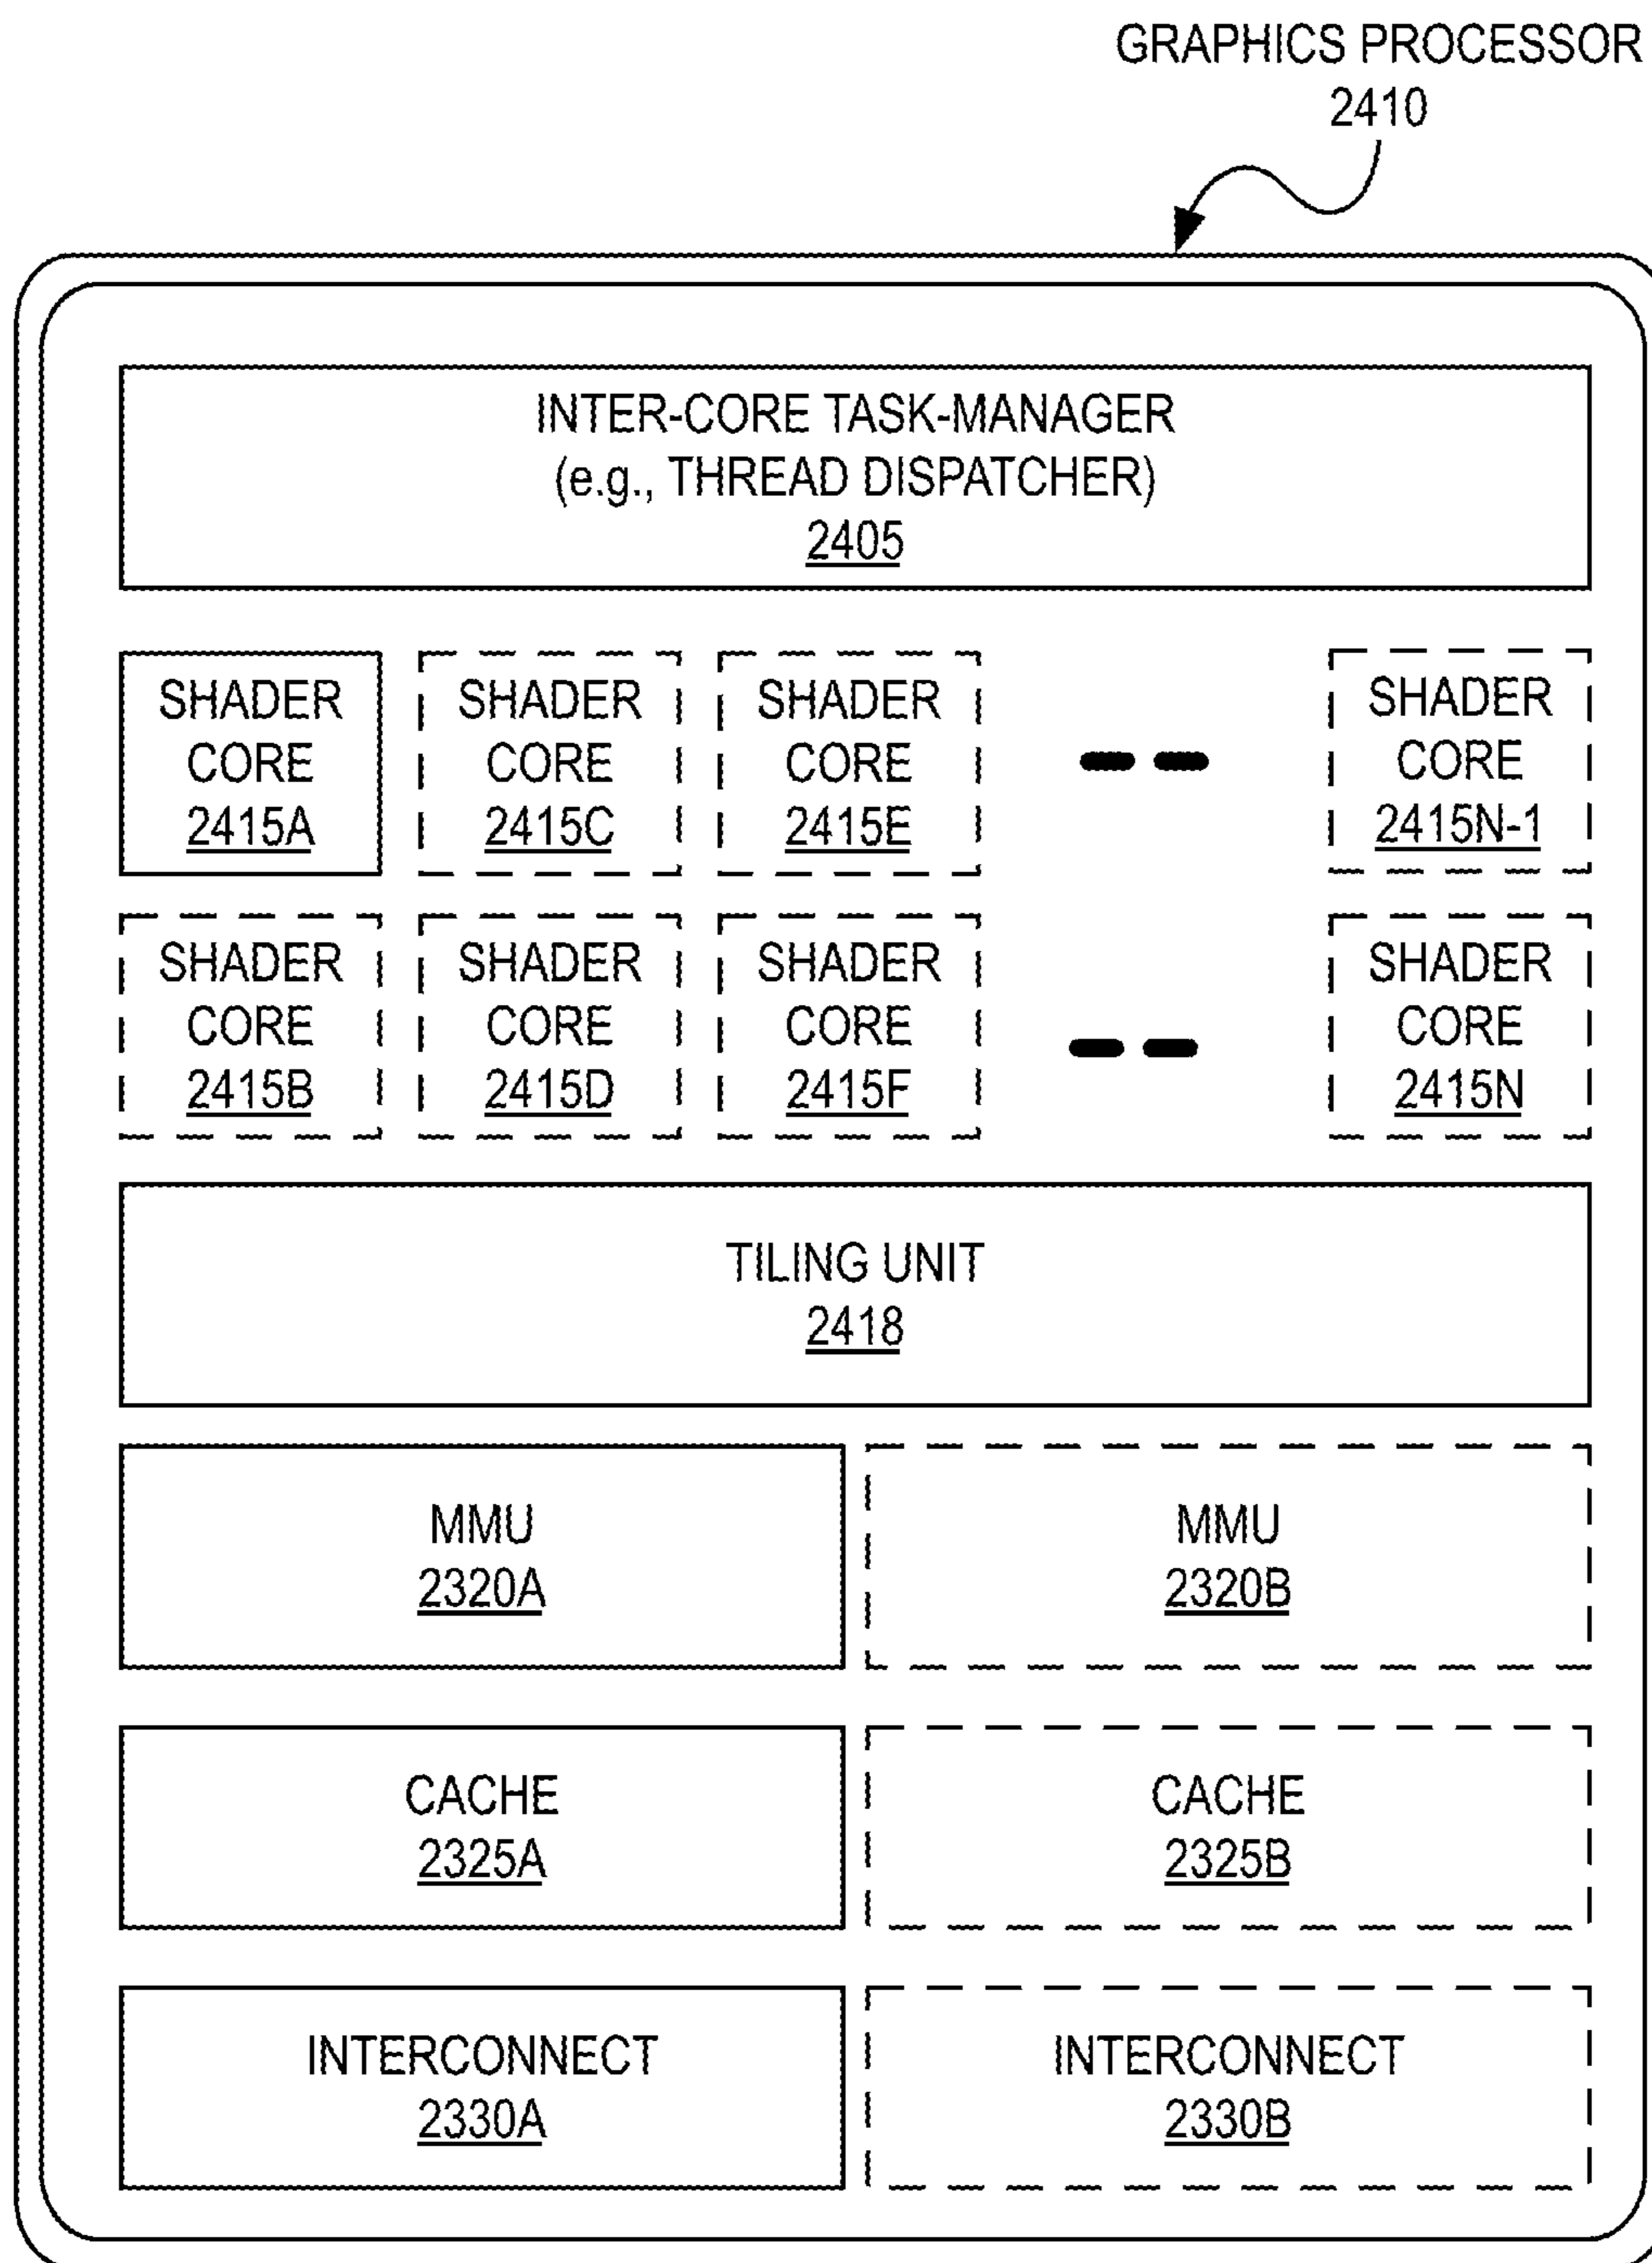 GRAPHICS PROCESSOR
2410
INTER-CORE TASK-MANAGER
(e.g., THREAD DISPATCHER)
2405
SHADER
CORE
2415A
SHADER
CORE
2415C
SHADER
CORE
2415E
SHADER
CORE
2415N-1
SHADER
CORE
2415B
SHADER
CORE
2415D
SHADER
CORE
2415F
SHADER
CORE
2415N
TILING UNIT
2418
MMU
2320A
MMU
2320B
CACHE
2325A
CACHE
2325B
INTERCONNECT
2330A
INTERCONNECT
2330B